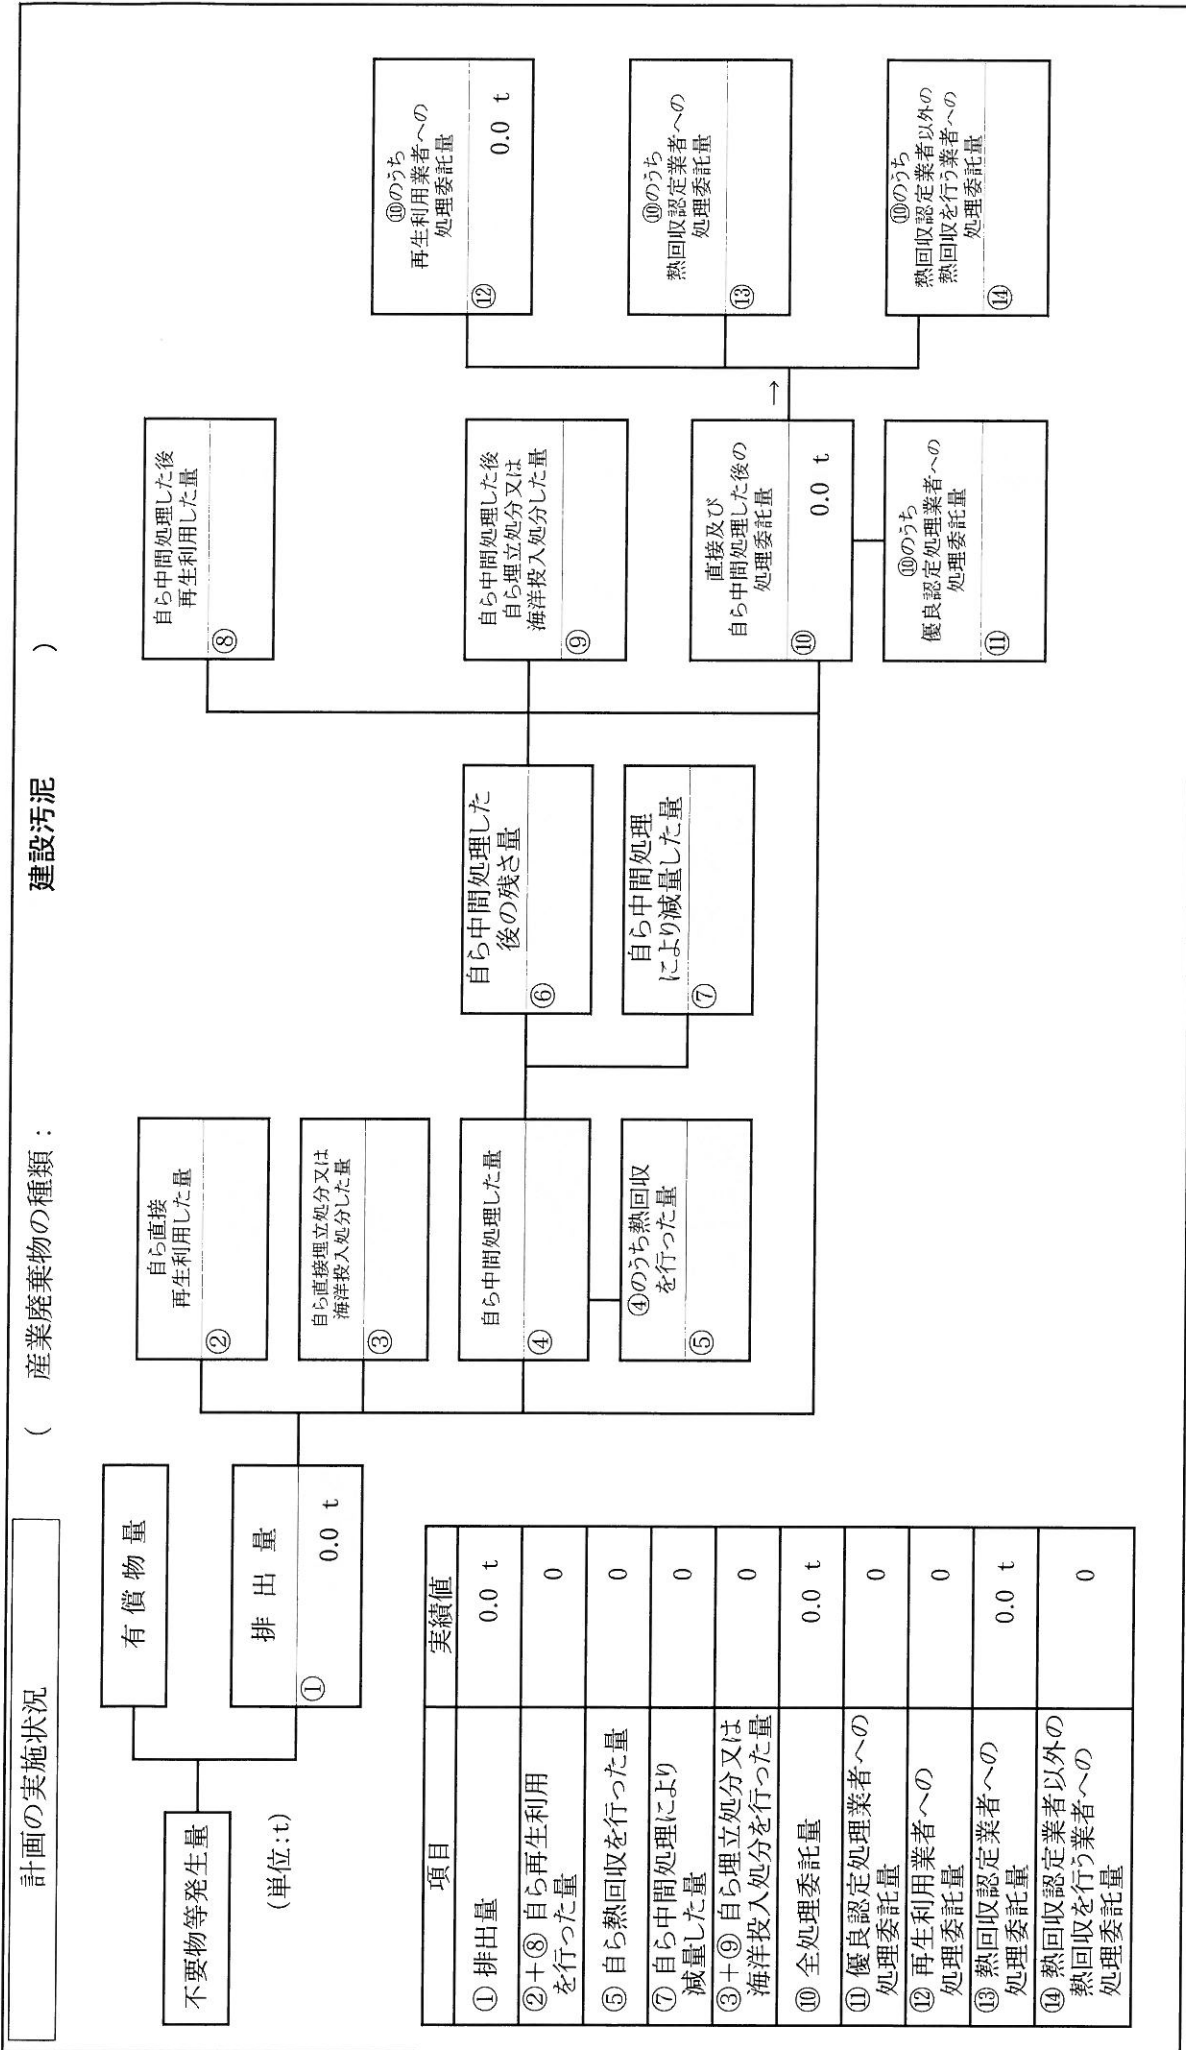 計画の実施状況
( 産業廃棄物の種類: 建設汚泥 )
不要物等発生量
(単位:t)
有償物量
排出量
① 0.0 t
自ら直接
再生利用した量
②
自ら直接埋立処分又は
海洋投入処分した量
③
自ら中間処理した量
④
④のうち熱回収
を行った量
⑤
自ら中間処理した
後の残さ量
⑥
自ら中間処理
により減量した量
⑦
自ら中間処理した後
再生利用した量
⑧
自ら中間処理した後
自ら埋立処分又は
海洋投入処分した量
⑨
直接及び
自ら中間処理した後の
処理委託量
⑩ 0.0 t
→
⑩のうち
優良認定処理業者への
処理委託量
⑪
⑩のうち
再生利用業者への
処理委託量
⑫ 0.0 t
⑩のうち
熱回収認定業者への
処理委託量
⑬
⑩のうち
熱回収認定業者以外の
熱回収を行う業者への
処理委託量
⑭
項目 実績値
① 排出量 0.0 t
②+⑧ 自ら再生利用
を行った量 0
⑤ 自ら熱回収を行った量 0
⑦ 自ら中間処理により
減量した量 0
③+⑨ 自ら埋立処分又は
海洋投入処分を行った量 0
⑩ 全処理委託量 0.0 t
⑪ 優良認定処理業者への
処理委託量 0
⑫ 再生利用業者への
処理委託量 0
⑬ 熱回収認定業者への
処理委託量 0.0 t
⑭ 熱回収認定業者以外の
熱回収を行う業者への
処理委託量 0